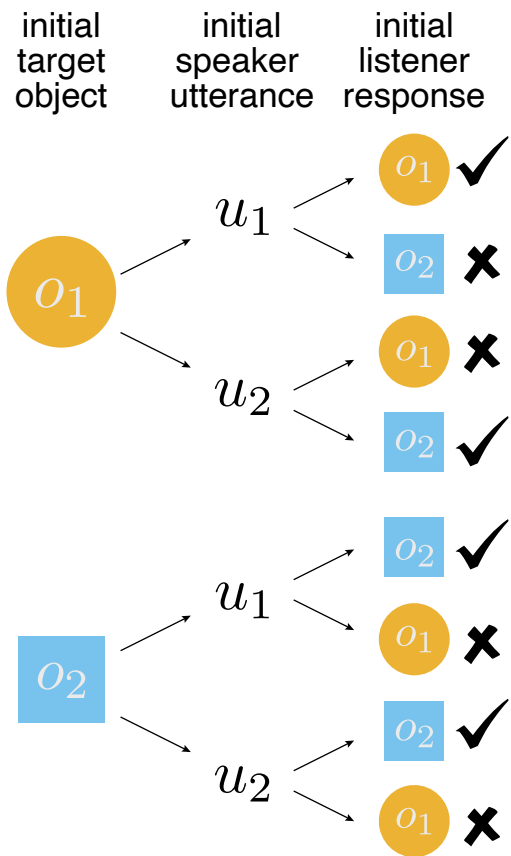 initial target object
initial speaker utterance
initial listener response
o1
u1
o1 ✓
o2 ✗
u2
o1 ✗
o2 ✓
o2
u1
o2 ✓
o1 ✗
u2
o2 ✓
o1 ✗